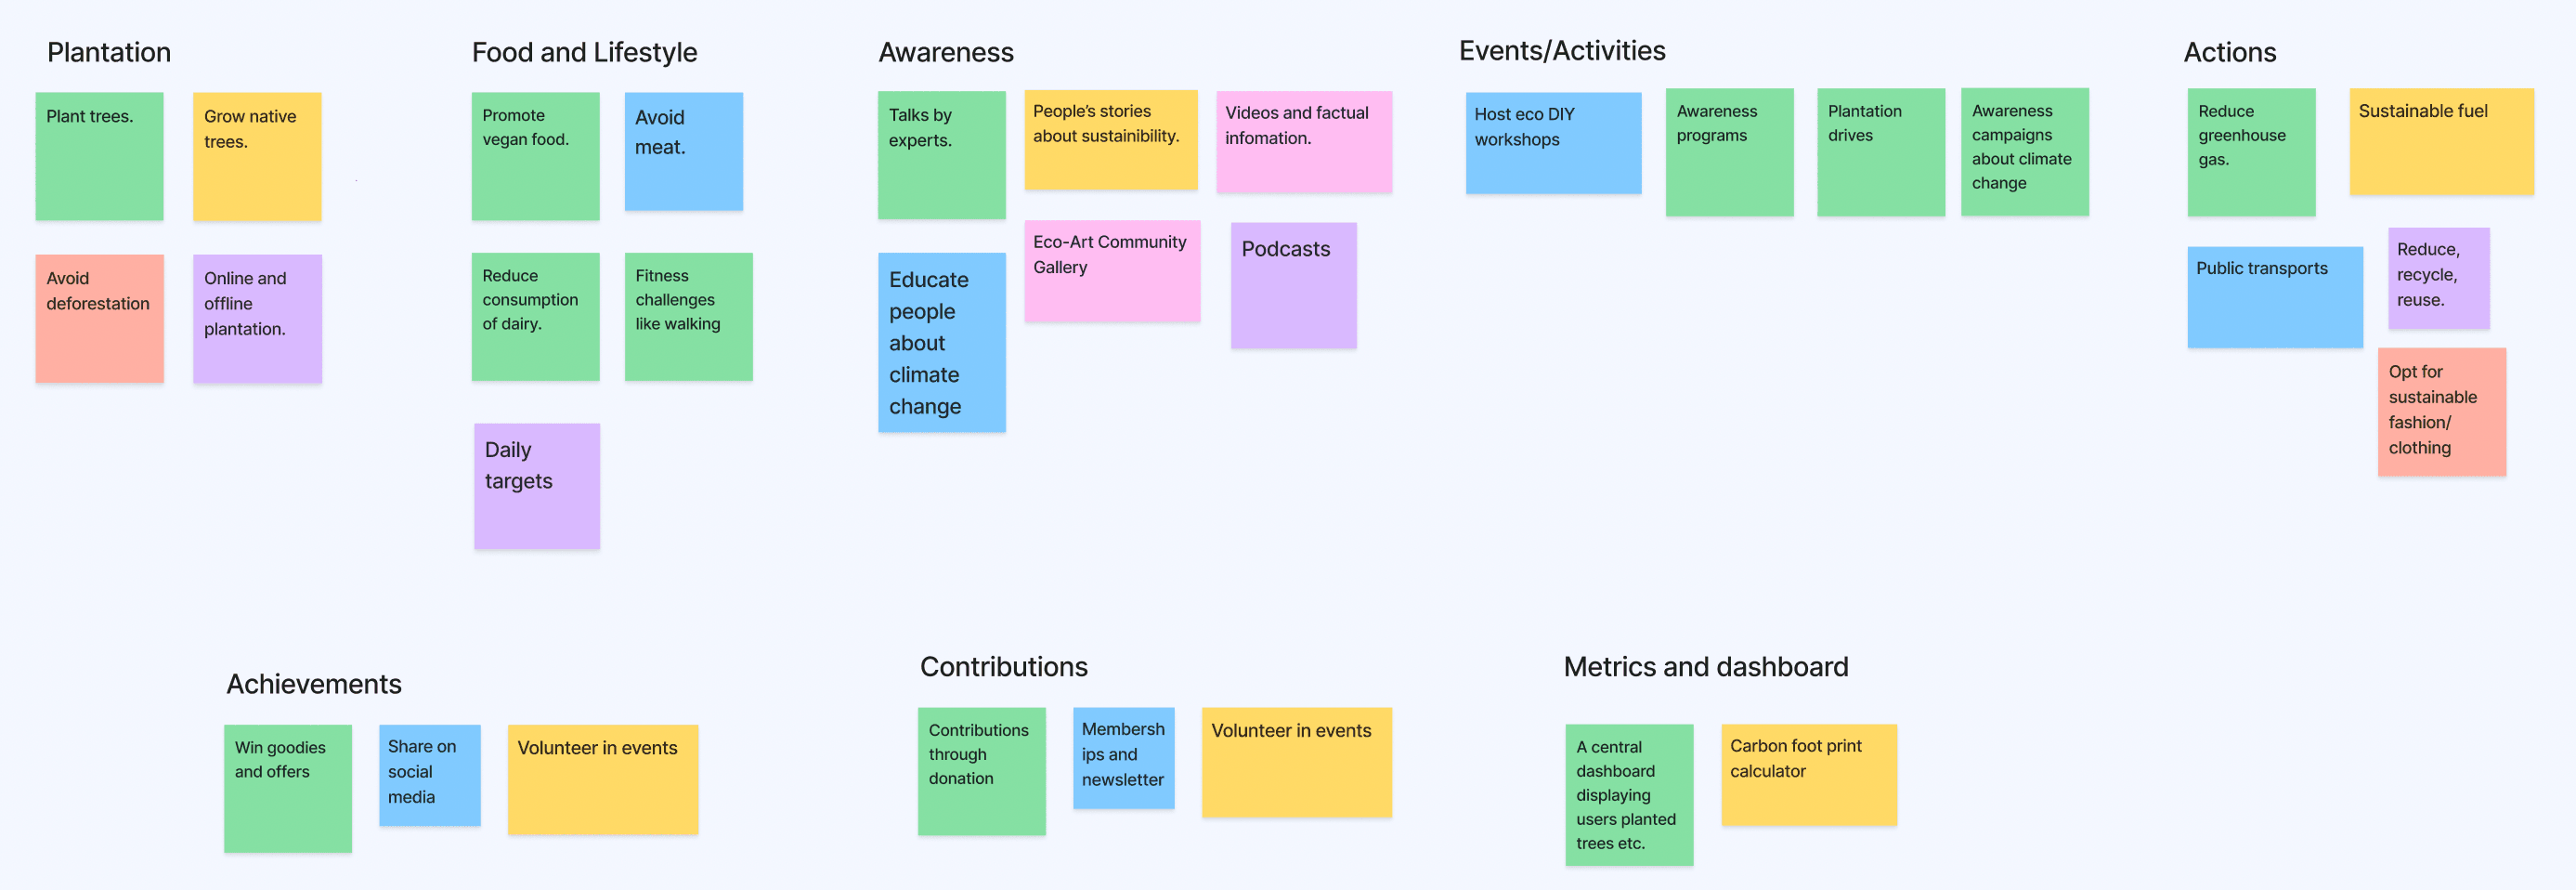 Plantation
Plant trees.
Grow native
trees.
Avoid
deforestation
Online and
offline
plantation.
Food and Lifestyle
Promote
vegan food.
Avoid
meat.
Reduce
consumption
of dairy.
Fitness
challenges
like walking
Daily
targets
Awareness
Talks by
experts.
People’s stories
about sustainibility.
Videos and factual
infomation.
Educate
people
about
climate
change
Eco-Art Community
Gallery
Podcasts
Events/Activities
Host eco DIY
workshops
Awareness
programs
Plantation
drives
Awareness
campaigns
about climate
change
Actions
Reduce
greenhouse
gas.
Sustainable fuel
Public transports
Reduce,
recycle,
reuse.
Opt for
sustainable
fashion/
clothing
Achievements
Win goodies
and offers
Share on
social
media
Volunteer in events
Contributions
Contributions
through
donation
Membersh
ips and
newsletter
Volunteer in events
Metrics and dashboard
A central
dashboard
displaying
users planted
trees etc.
Carbon foot print
calculator